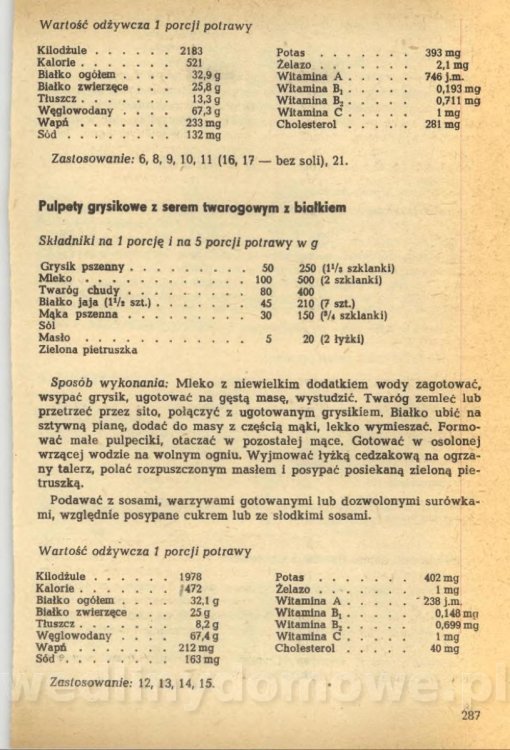 Wartość odżywcza 1 porcji potrawy
Kilodżule . . . . . . 2183
Kalorie . . . . . . . 521
Białko ogółem . . . . 32,9 g
Białko zwierzęce . . . 25,8 g
Tłuszcz . . . . . . . 13,3 g
Węglowodany . . . . . 67,3 g
Wapń . . . . . . . 233 mg
Sód . . . . . . . . 132 mg
Potas . . . . . . . 393 mg
Żelazo . . . . . . . 2,1 mg
Witamina A . . . . . 746 j.m.
Witamina B₁ . . . . . 0,193 mg
Witamina B₂ . . . . . 0,711 mg
Witamina C . . . . . 1 mg
Cholesterol . . . . . 281 mg
Zastosowanie: 6, 8, 9, 10, 11 (16, 17 — bez soli), 21.
Pulpety grysikowe z serem twarogowym z białkiem
Składniki na 1 porcję i na 5 porcji potrawy w g
Grysik pszenny . . . . . . . . . 50 250 (1¹/₂ szklanki)
Mleko . . . . . . . . . . . . 100 500 (2 szklanki)
Twaróg chudy . . . . . . . . . 80 400
Białko jaja (1¹/₂ szt.) . . . . . . . 45 210 (7 szt.)
Mąka pszenna . . . . . . . . . 30 150 (³/₄ szklanki)
Sól
Masło . . . . . . . . . . . . 5 20 (2 łyżki)
Zielona pietruszka
Sposób wykonania: Mleko z niewielkim dodatkiem wody zagotować,
wsypać grysik, ugotować na gęstą masę, wystudzić. Twaróg zemleć lub
przetrzeć przez sito, połączyć z ugotowanym grysikiem. Białko ubić na
sztywną pianę, dodać do masy z częścią mąki, lekko wymieszać. Formo-
wać małe pulpeciki, otaczać w pozostałej mące. Gotować w osolonej
wrzącej wodzie na wolnym ogniu. Wyjmować łyżką cedzakową na ogrza-
ny talerz, polać rozpuszczonym masłem i posypać posiekaną zieloną pie-
truszką.
Podawać z sosami, warzywami gotowanymi lub dozwolonymi surówka-
mi, względnie posypane cukrem lub ze słodkimi sosami.
Wartość odżywcza 1 porcji potrawy
Kilodżule . . . . . . 1978
Kalorie . . . . . . . 472
Białko ogółem . . . . 32,1 g
Białko zwierzęce . . . 25 g
Tłuszcz . . . . . . . 8,2 g
Węglowodany . . . . . 67,4 g
Wapń . . . . . . . 212 mg
Sód . . . . . . . . 163 mg
Potas . . . . . . . 402 mg
Żelazo . . . . . . . 1 mg
Witamina A . . . . . 238 j.m.
Witamina B₁ . . . . . 0,148 mg
Witamina B₂ . . . . . 0,699 mg
Witamina C . . . . . 1 mg
Cholesterol . . . . . 40 mg
Zastosowanie: 12, 13, 14, 15.
wedlinydomowe.pl
287